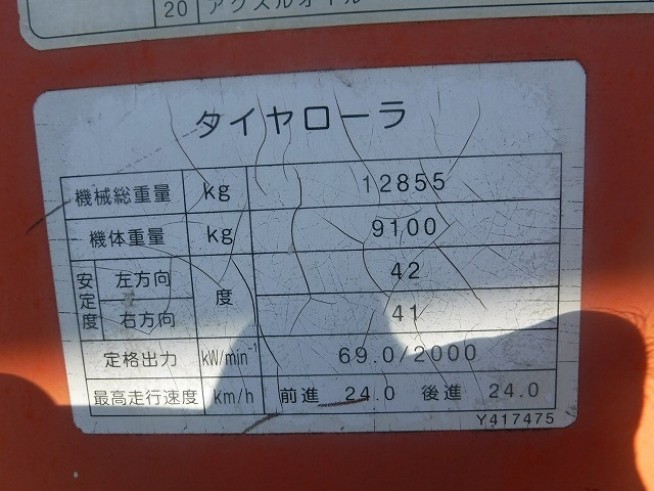 20 アクスルオイル
タイヤローラ
機械総重量 kg 12855
機体重量 kg 9100
安定度 左方向 度 42
右方向 41
定格出力 kW/min⁻¹ 69.0/2000
最高走行速度 km/h 前進 24.0 後進 24.0
Y417475